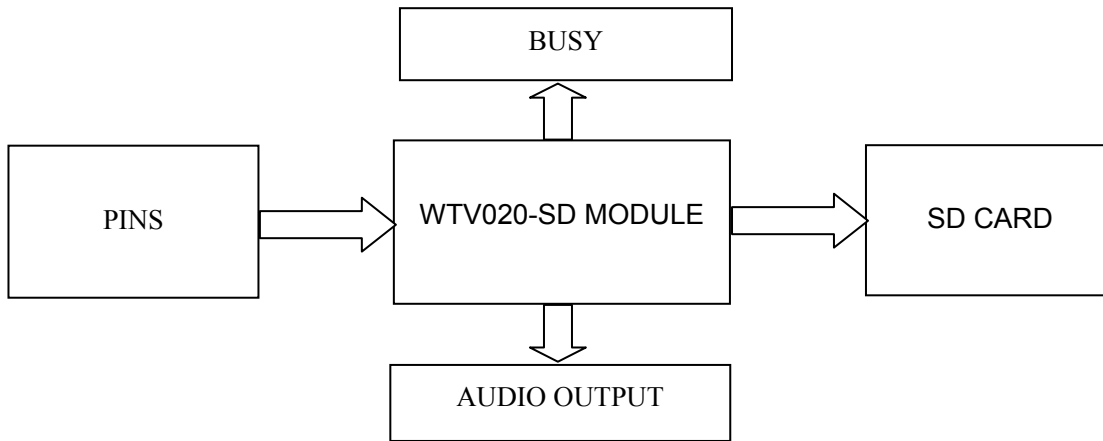 BUSY
PINS
WTV020-SD MODULE
SD CARD
AUDIO OUTPUT